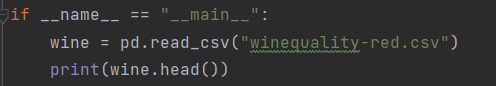 if __name__ == "__main__":
    wine = pd.read_csv("winequality-red.csv")
    print(wine.head())